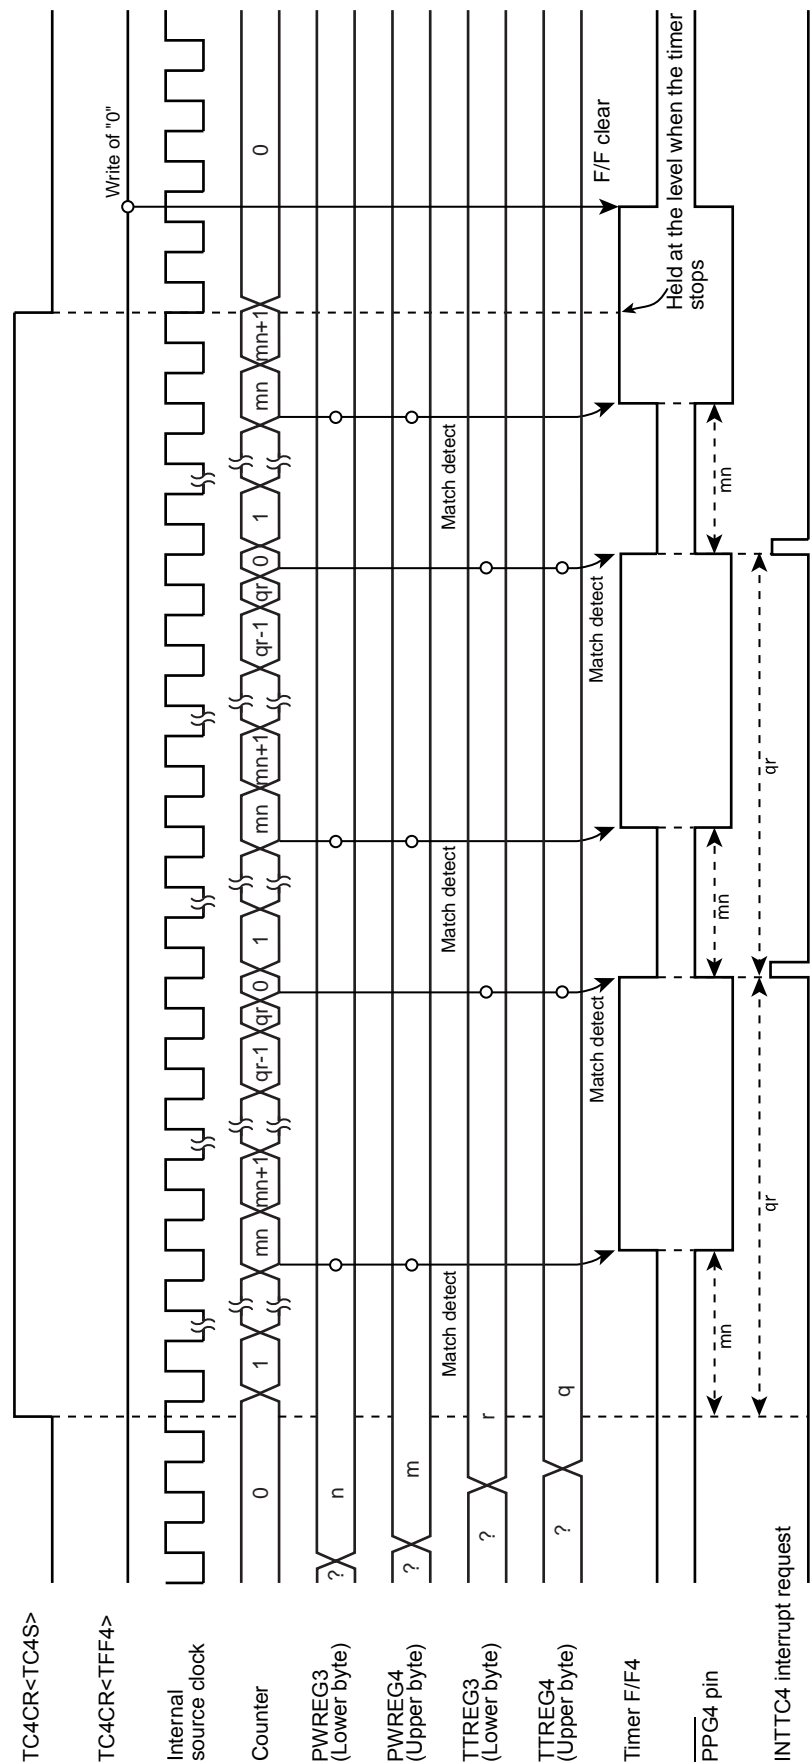 TC4CR<TC4S>
TC4CR<TFF4>
Write of "0"
Internal
source clock
Counter
0
1
mn
mn+1
qr-1
qr
0
1
mn
mn+1
qr-1
qr
0
1
mn
mn+1
0
PWREG3
(Lower byte)
?
n
PWREG4
(Upper byte)
?
m
Match detect
Match detect
Match detect
TTREG3
(Lower byte)
?
r
TTREG4
(Upper byte)
?
q
Match detect
Match detect
F/F clear
Timer F/F4
Held at the level when the timer
stops
PPG4 pin
mn
mn
mn
qr
qr
INTTC4 interrupt request